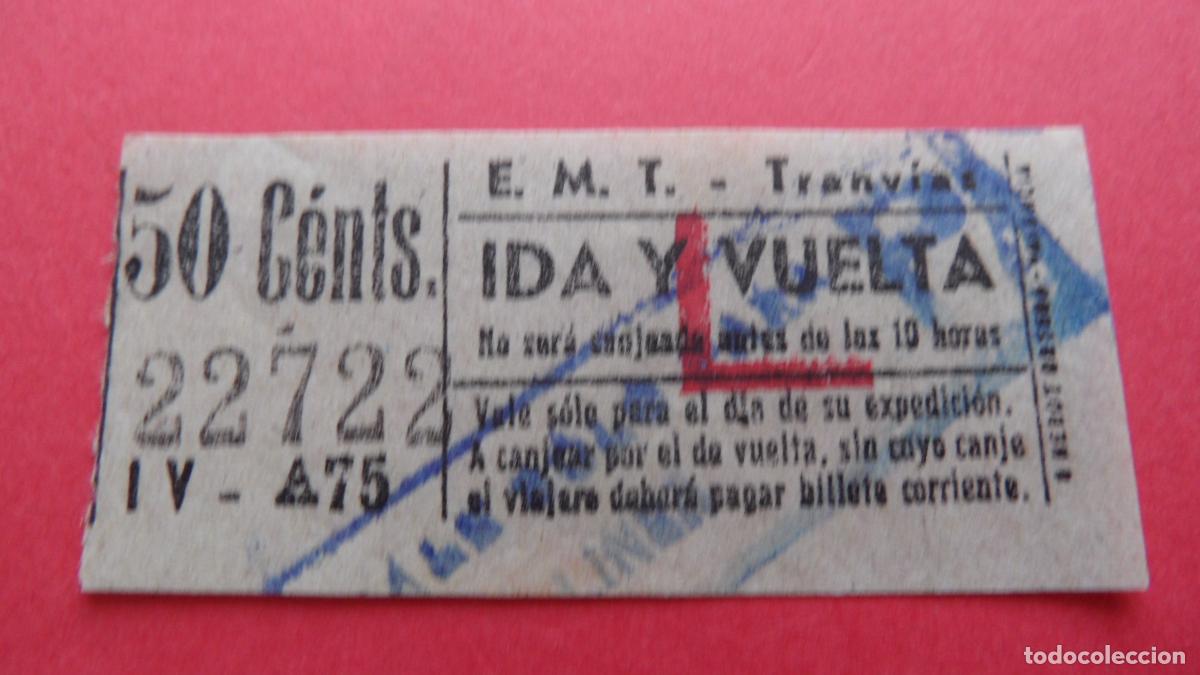 50 Cénts.
22722
IV - A75
E. M. T. - Tranvías
IDA Y VUELTA
No será canjeado antes de las 10 horas
Vale sólo para el día de su expedición.
A canjear por el de vuelta, sin cuyo canje
el viajero deberá pagar billete corriente.
L
todocoleccion